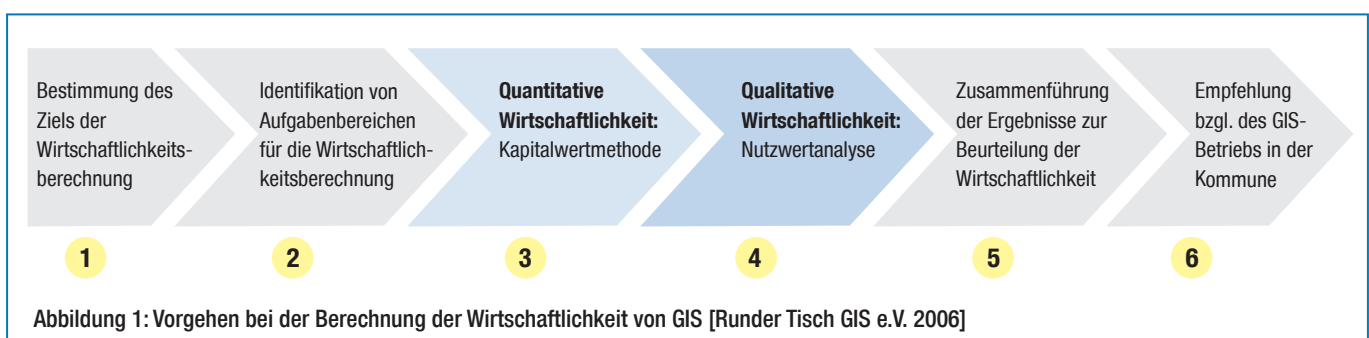 Bestimmung des
Ziels der
Wirtschaftlichkeits-
berechnung
Identifikation von
Aufgabenbereichen
für die Wirtschaftlich-
keitsberechnung
Quantitative
Wirtschaftlichkeit:
Kapitalwertmethode
Qualitative
Wirtschaftlichkeit:
Nutzwertanalyse
Zusammenführung
der Ergebnisse zur
Beurteilung der
Wirtschaftlichkeit
Empfehlung
bzgl. des GIS-
Betriebs in der
Kommune
1
2
3
4
5
6
Abbildung 1: Vorgehen bei der Berechnung der Wirtschaftlichkeit von GIS [Runder Tisch GIS e.V. 2006]